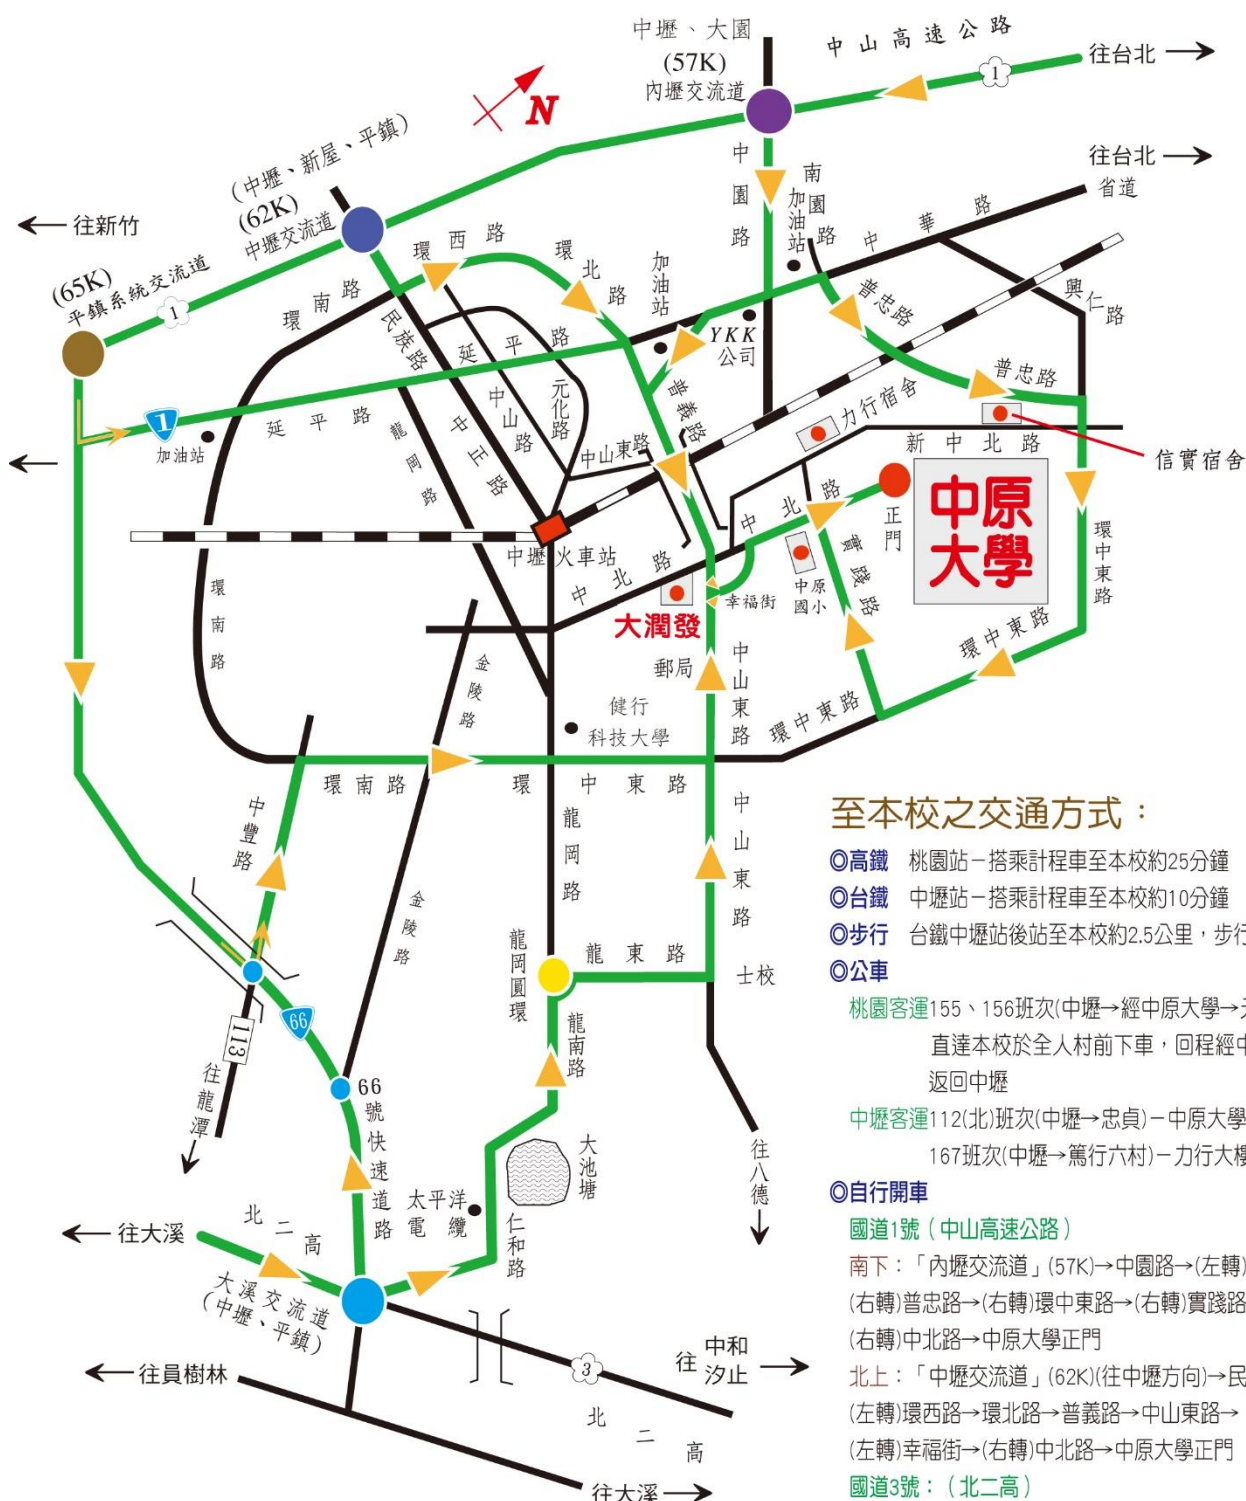 中壢、大園
(57K)
內壢交流道
中山高速公路
1
往台北
N
往台北
省道
(中壢、新屋、平鎮)
(62K)
中壢交流道
往新竹
(65K)
平鎮系統交流道
1
環南路
環西路
環北路
加油站
中園路
南園路
加油站
中華路
普忠路
興仁路
民族路
延平路
YKK
公司
普忠路
1
加油站
延平路
龍岡路
中正路
中山路
元化路
中山東路
普義路
力行宿舍
新中北路
信實宿舍
中北路
正門
中原
大學
環中東路
中壢火車站
中北路
大潤發
幸福街
中原
國小
實踐路
環南路
金陵路
郵局
中山東路
環中東路
健行
科技大學
環中東路
環南路
環中東路
中豐路
龍岡路
中山東路
金陵路
龍岡圓環
龍東路
士校
66
113
往龍潭
66號快速道路
龍南路
大池塘
太平洋
電纜
仁和路
往八德
往大溪
北二高
大溪交流道
(中壢、平鎮)
往員樹林
3
往中和
汐止
北二高
往大溪
至本校之交通方式：
◎高鐵 桃園站－搭乘計程車至本校約25分鐘
◎台鐵 中壢站－搭乘計程車至本校約10分鐘
◎步行 台鐵中壢站後站至本校約2.5公里，步行
◎公車
桃園客運155、156班次(中壢→經中原大學→
直達本校於全人村前下車，回程經中
返回中壢
中壢客運112(北)班次(中壢→忠貞)－中原大學
167班次(中壢→篤行六村)－力行大樓
◎自行開車
國道1號（中山高速公路）
南下：「內壢交流道」(57K)→中園路→(左轉)
(右轉)普忠路→(右轉)環中東路→(右轉)實踐路
(右轉)中北路→中原大學正門
北上：「中壢交流道」(62K)(往中壢方向)→民
(左轉)環西路→環北路→普義路→中山東路→
(左轉)幸福街→(右轉)中北路→中原大學正門
國道3號：（北二高）